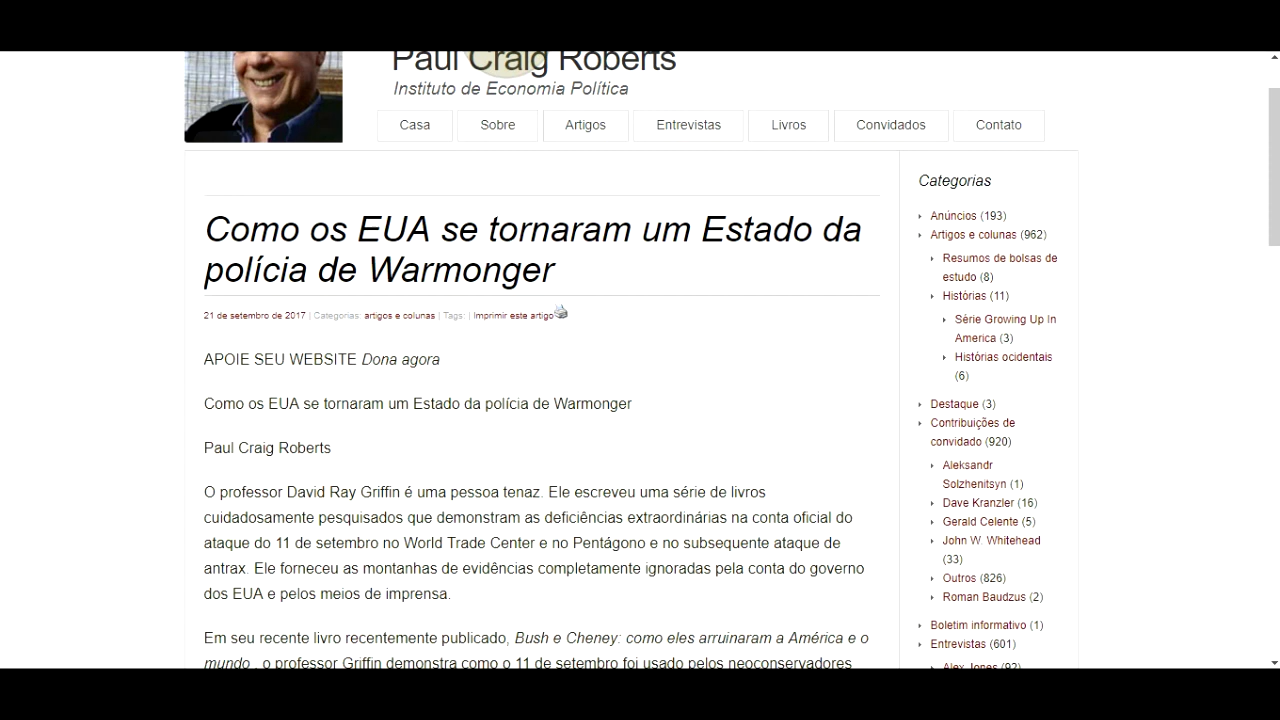 Paul Craig Roberts
Instituto de Economia Política
Casa
Sobre
Artigos
Entrevistas
Livros
Convidados
Contato
Como os EUA se tornaram um Estado da
polícia de Warmonger
21 de setembro de 2017 | Categorias: artigos e colunas | Tags: | Imprimir este artigo
APOIE SEU WEBSITE Dona agora
Como os EUA se tornaram um Estado da polícia de Warmonger
Paul Craig Roberts
O professor David Ray Griffin é uma pessoa tenaz. Ele escreveu uma série de livros
cuidadosamente pesquisados que demonstram as deficiências extraordinárias na conta oficial do
ataque do 11 de setembro no World Trade Center e no Pentágono e no subsequente ataque de
antrax. Ele forneceu as montanhas de evidências completamente ignoradas pela conta do governo
dos EUA e pelos meios de imprensa.
Em seu recente livro recentemente publicado, Bush e Cheney: como eles arruinaram a América e o
mundo , o professor Griffin demonstra como o 11 de setembro foi usado pelos neoconservadores
Categorias
Anúncios (193)
Artigos e colunas (962)
Resumos de bolsas de
estudo (8)
Histórias (11)
Série Growing Up In
America (3)
Histórias ocidentais
(6)
Destaque (3)
Contribuições de
convidado (920)
Aleksandr
Solzhenitsyn (1)
Dave Kranzler (16)
Gerald Celente (5)
John W. Whitehead
(33)
Outros (826)
Roman Baudzus (2)
Boletim informativo (1)
Entrevistas (601)
Alex Jones (92)